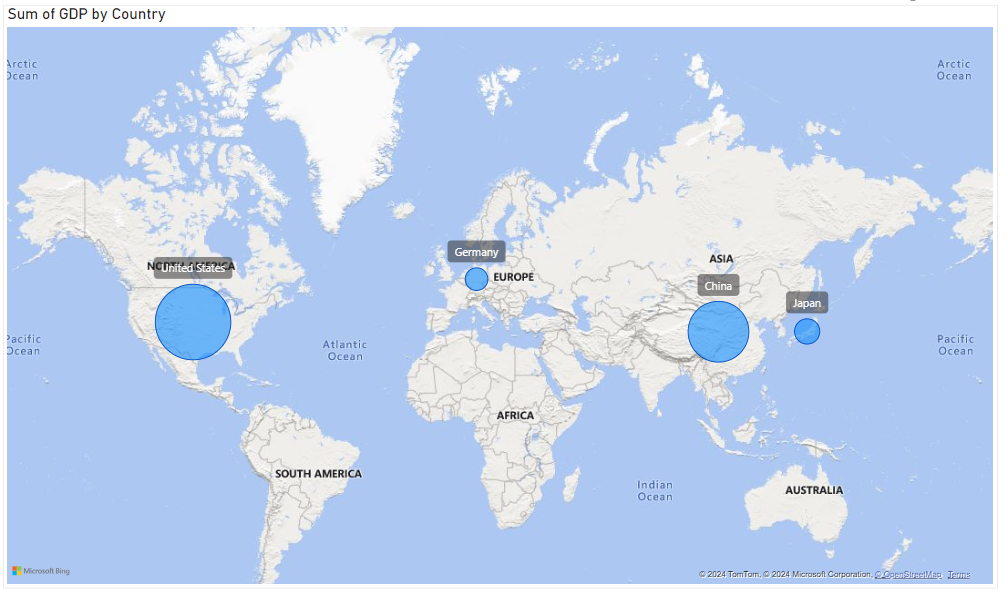 Sum of GDP by Country
Arctic
Ocean
Arctic
Ocean
Germany
NORTH AMERICA
United States
EUROPE
ASIA
China
Japan
Pacific
Ocean
Atlantic
Ocean
Pacific
Ocean
AFRICA
SOUTH AMERICA
Indian
Ocean
AUSTRALIA
Microsoft Bing
© 2024 TomTom, © 2024 Microsoft Corporation, © OpenStreetMap Terms